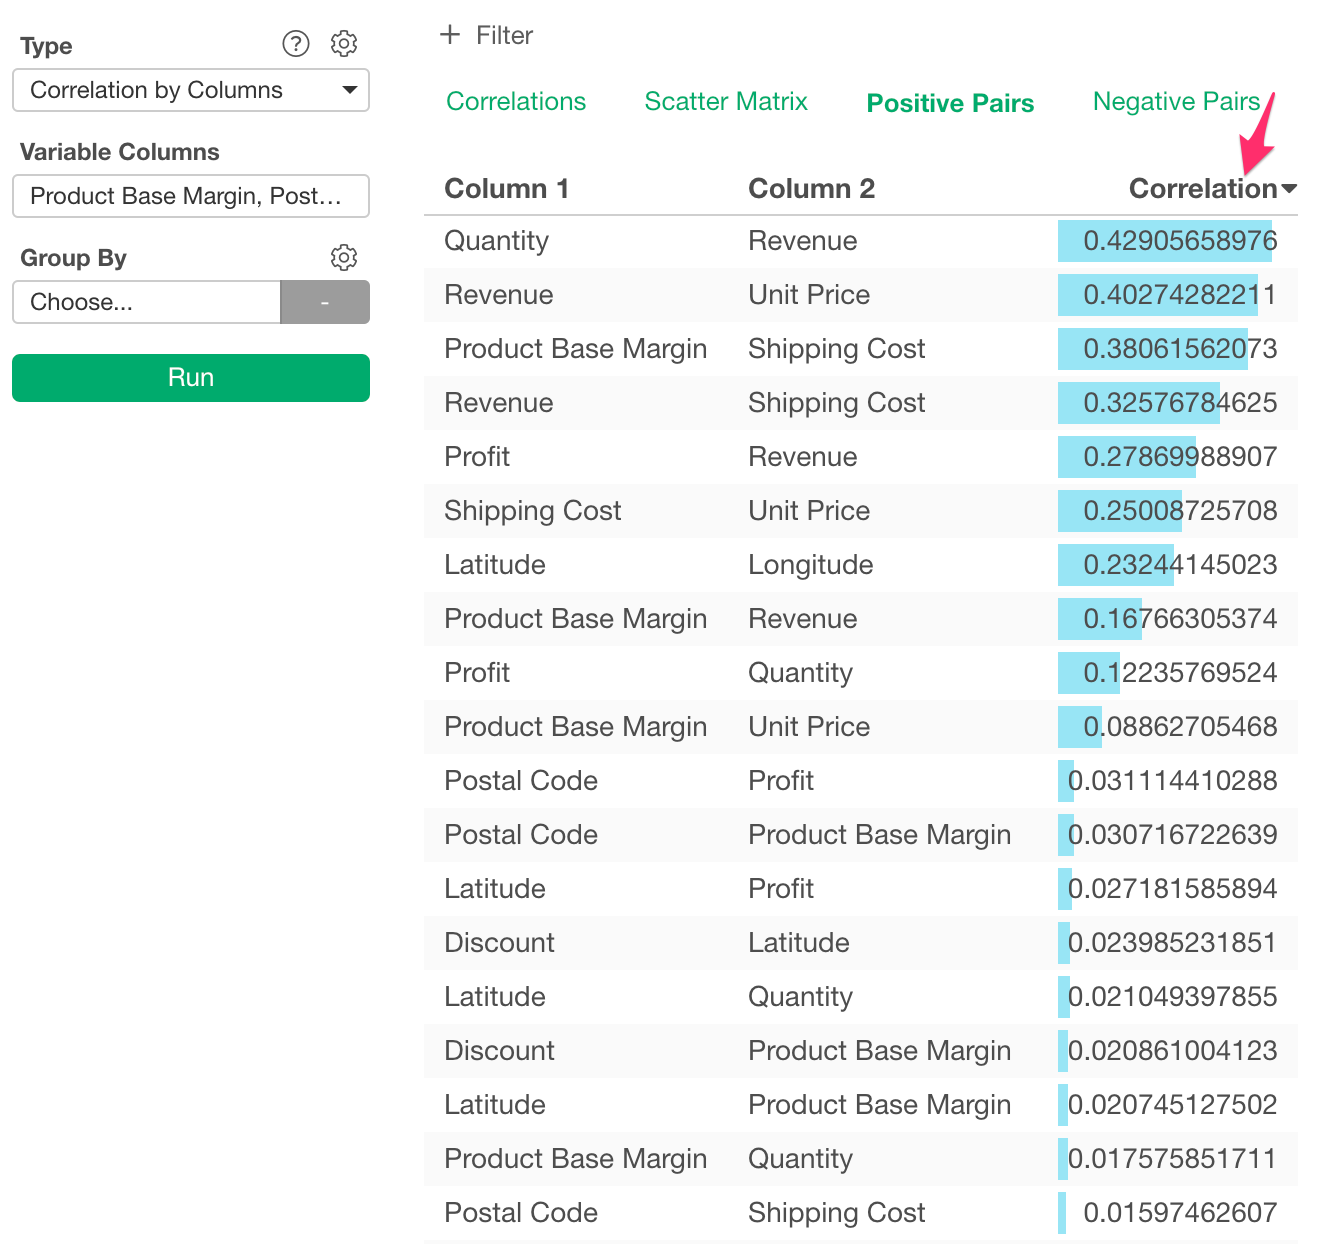 Type
?
Correlation by Columns
Variable Columns
Product Base Margin, Post...
Group By
Choose... -
Run
+ Filter
Correlations Scatter Matrix Positive Pairs Negative Pairs
Column 1 Column 2 Correlation
Quantity Revenue 0.42905658976
Revenue Unit Price 0.40274282211
Product Base Margin Shipping Cost 0.38061562073
Revenue Shipping Cost 0.32576784625
Profit Revenue 0.27869988907
Shipping Cost Unit Price 0.25008725708
Latitude Longitude 0.23244145023
Product Base Margin Revenue 0.16766305374
Profit Quantity 0.12235769524
Product Base Margin Unit Price 0.08862705468
Postal Code Profit 0.031114410288
Postal Code Product Base Margin 0.030716722639
Latitude Profit 0.027181585894
Discount Latitude 0.023985231851
Latitude Quantity 0.021049397855
Discount Product Base Margin 0.020861004123
Latitude Product Base Margin 0.020745127502
Product Base Margin Quantity 0.017575851711
Postal Code Shipping Cost 0.01597462607